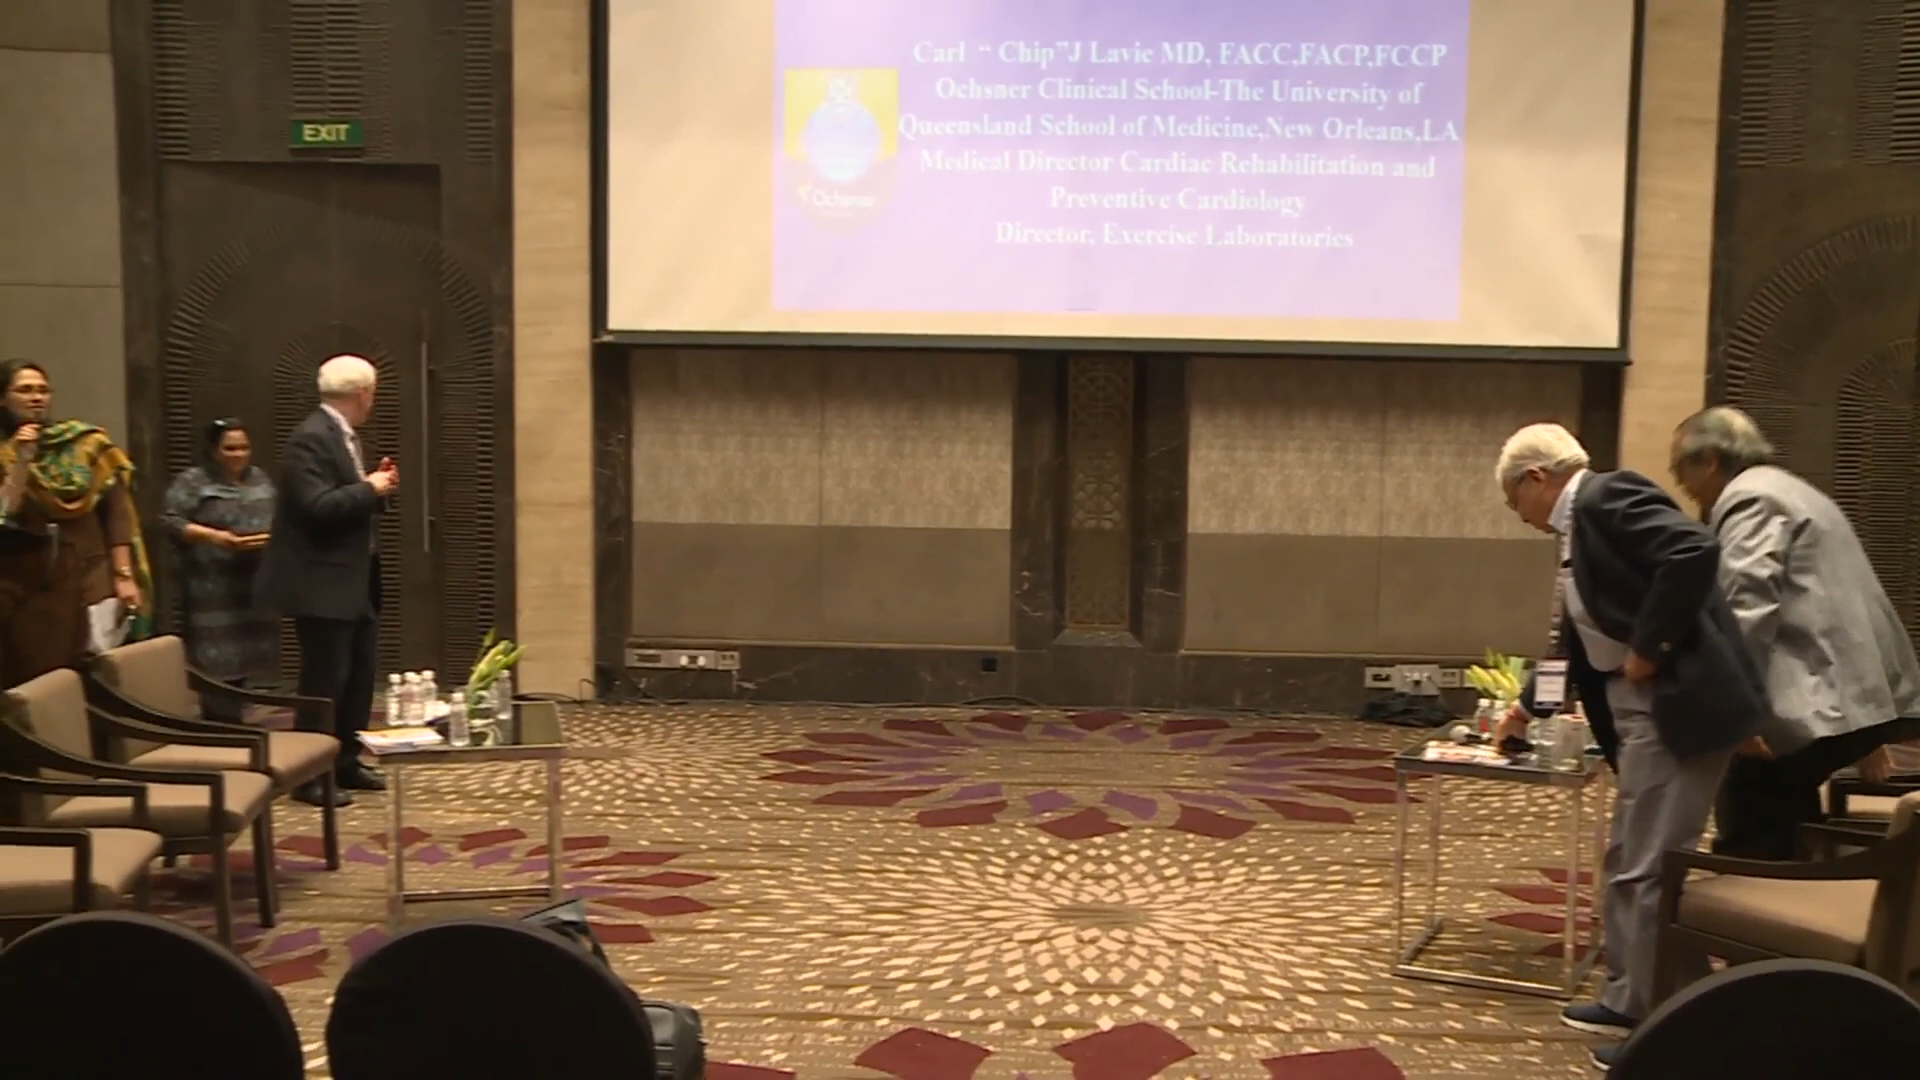 Carl “ Chip”J Lavie MD, FACC,FACP,FCCP
Ochsner Clinical School-The University of
Queensland School of Medicine,New Orleans,LA
Medical Director Cardiac Rehabilitation and
Preventive Cardiology
Director, Exercise Laboratories
Ochsner
EXIT